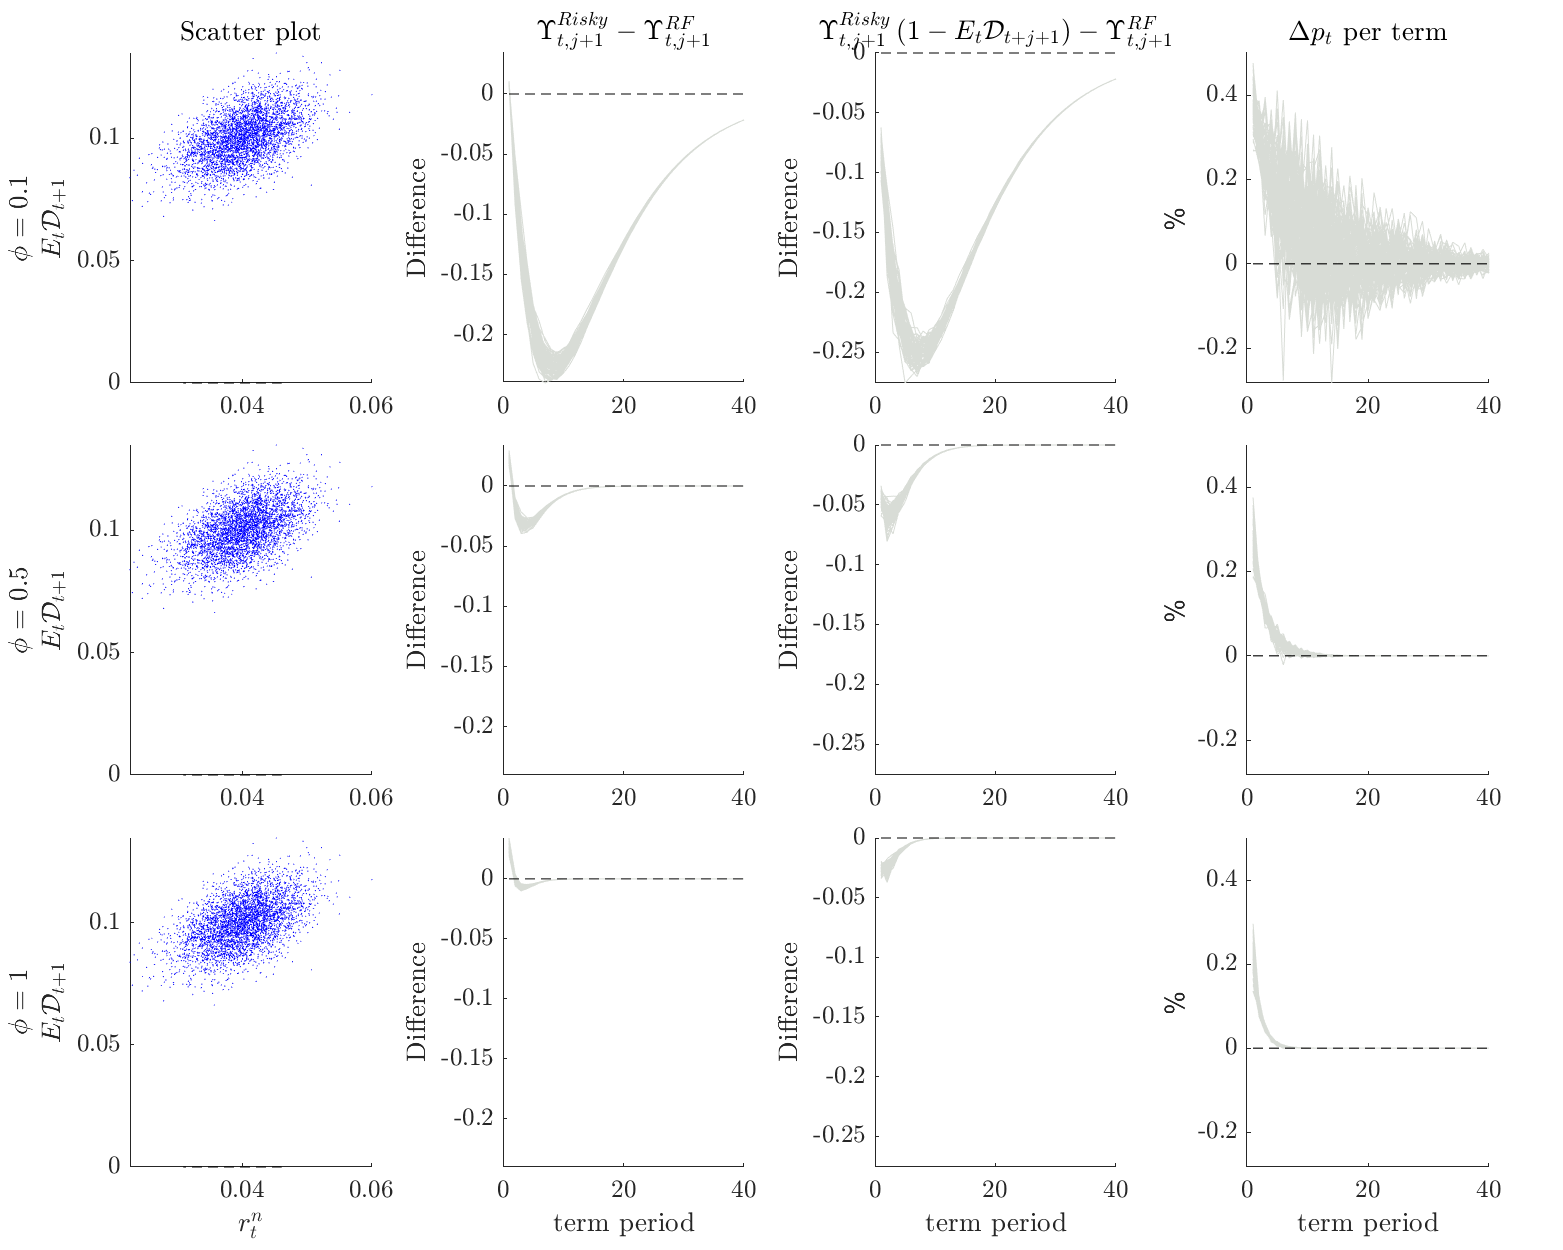 Scatter plot
Υ^{Risky}_{t,j+1} − Υ^{RF}_{t,j+1}
Υ^{Risky}_{t,j+1} (1 − E_t𝒟_{t+j+1}) − Υ^{RF}_{t,j+1}
Δp_t per term
ϕ = 0.1
E_t𝒟_{t+1}
0.1
0.05
0
0.04 0.06
Difference
0
-0.05
-0.1
-0.15
-0.2
0 20 40
Difference
0
-0.05
-0.1
-0.15
-0.2
-0.25
0 20 40
%
0.4
0.2
0
-0.2
0 20 40
ϕ = 0.5
E_t𝒟_{t+1}
0.1
0.05
0
0.04 0.06
Difference
0
-0.05
-0.1
-0.15
-0.2
0 20 40
Difference
0
-0.05
-0.1
-0.15
-0.2
-0.25
0 20 40
%
0.4
0.2
0
-0.2
0 20 40
ϕ = 1
E_t𝒟_{t+1}
0.1
0.05
0
0.04 0.06
r^n_t
Difference
0
-0.05
-0.1
-0.15
-0.2
0 20 40
term period
Difference
0
-0.05
-0.1
-0.15
-0.2
-0.25
0 20 40
term period
%
0.4
0.2
0
-0.2
0 20 40
term period